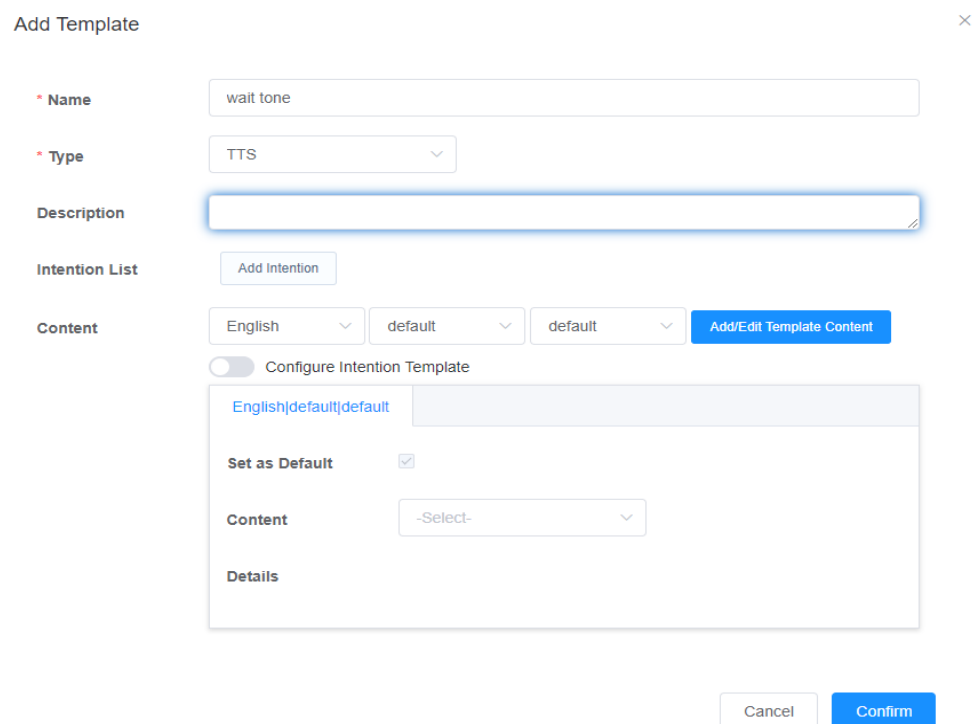 Add Template
* Name wait tone
* Type TTS
Description
Intention List Add Intention
Content English default default Add/Edit Template Content
Configure Intention Template
English|default|default
Set as Default
Content -Select-
Details
Cancel Confirm